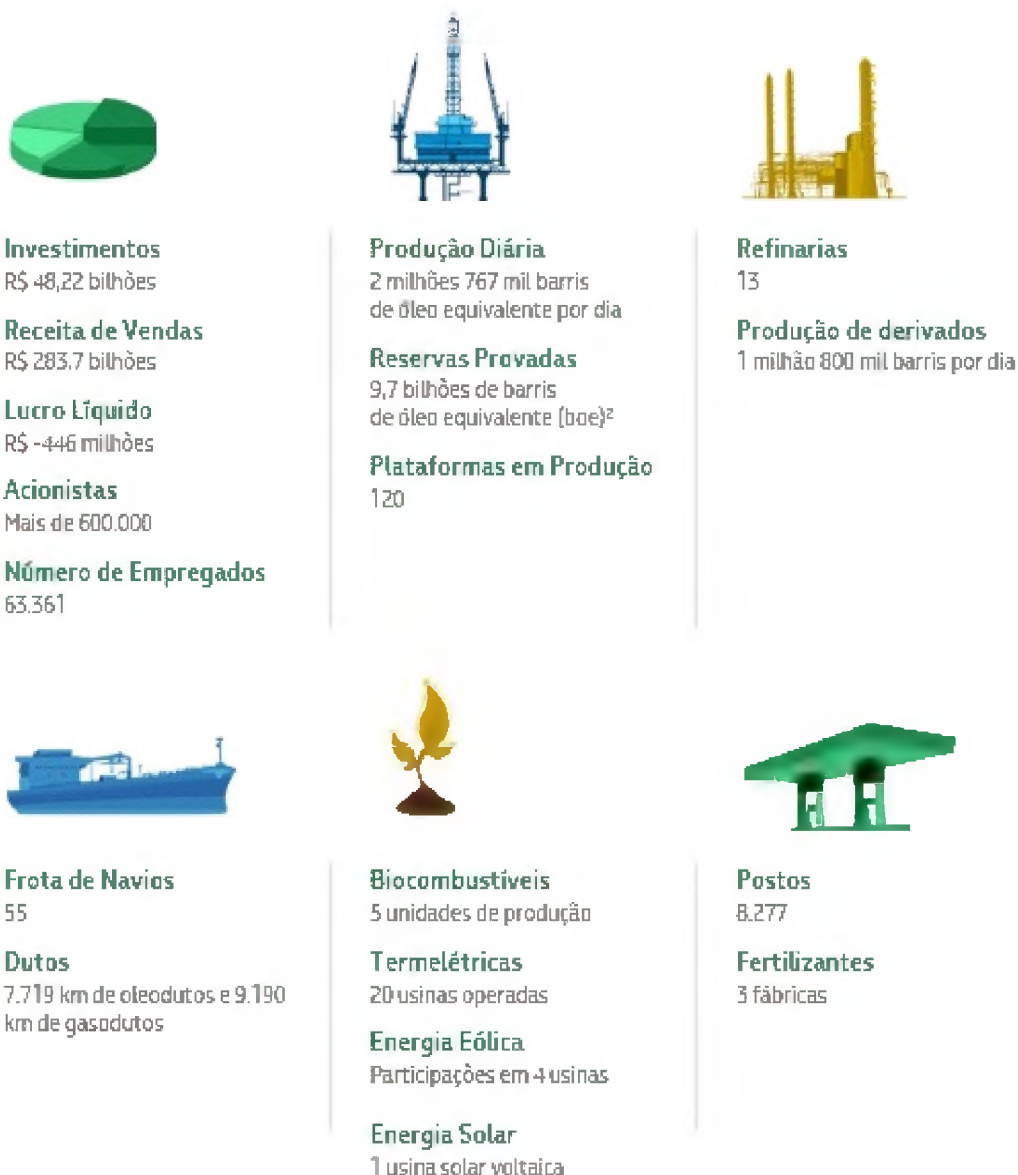 Investimentos
R$ 48,22 bilhões
Receita de Vendas
R$ 283.7 bilhões
Lucro Líquido
R$ -446 milhões
Acionistas
Mais de 600.000
Número de Empregados
63.361
Produção Diária
2 milhões 767 mil barris
de óleo equivalente por dia
Reservas Provadas
9,7 bilhões de barris
de óleo equivalente (boe)²
Plataformas em Produção
120
Refinarias
13
Produção de derivados
1 milhão 800 mil barris por dia
Frota de Navios
55
Dutos
7.719 km de oleodutos e 9.190
km de gasodutos
Biocombustíveis
5 unidades de produção
Termelétricas
20 usinas operadas
Energia Eólica
Participações em 4 usinas
Energia Solar
1 usina solar voltaica
Postos
8.277
Fertilizantes
3 fábricas